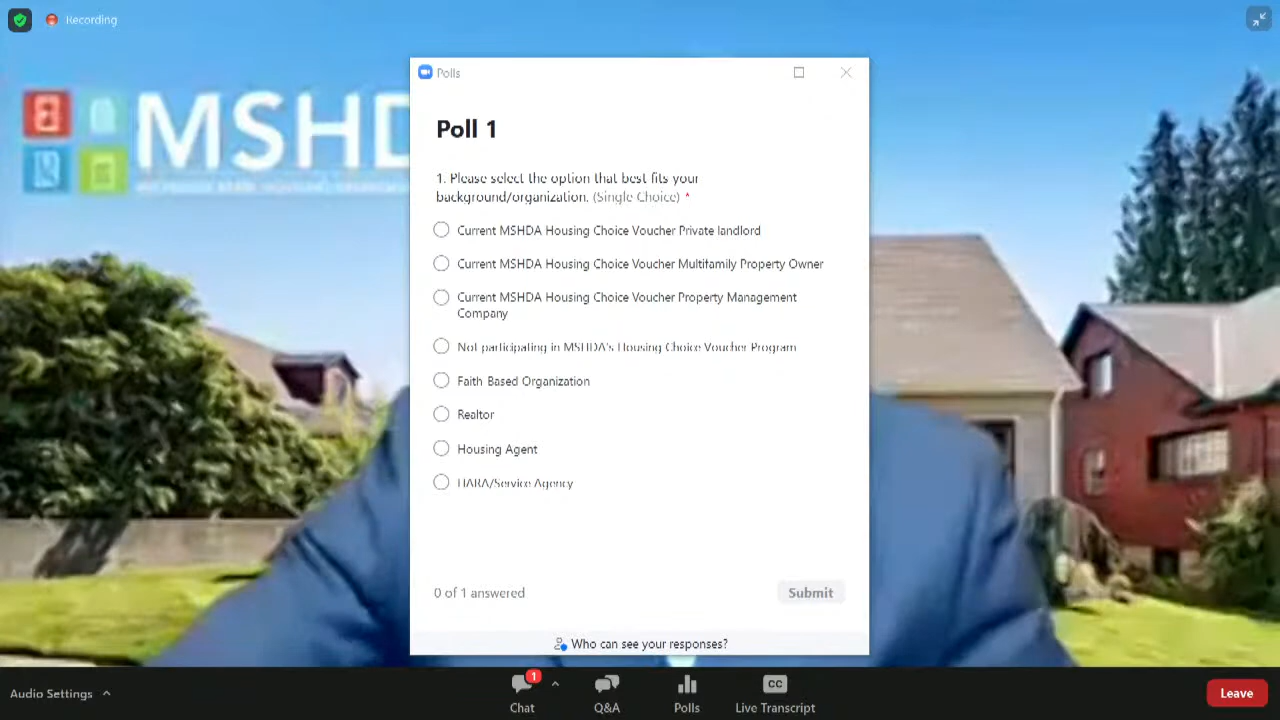 Recording
Polls
MSHD
Poll 1
1. Please select the option that best fits your
background/organization. (Single Choice) *
Current MSHDA Housing Choice Voucher Private landlord
Current MSHDA Housing Choice Voucher Multifamily Property Owner
Current MSHDA Housing Choice Voucher Property Management
Company
Not participating in MSHDA's Housing Choice Voucher Program
Faith Based Organization
Realtor
Housing Agent
HARA/Service Agency
0 of 1 answered
Submit
Who can see your responses?
Audio Settings
1
Chat
Q&A
Polls
CC
Live Transcript
Leave